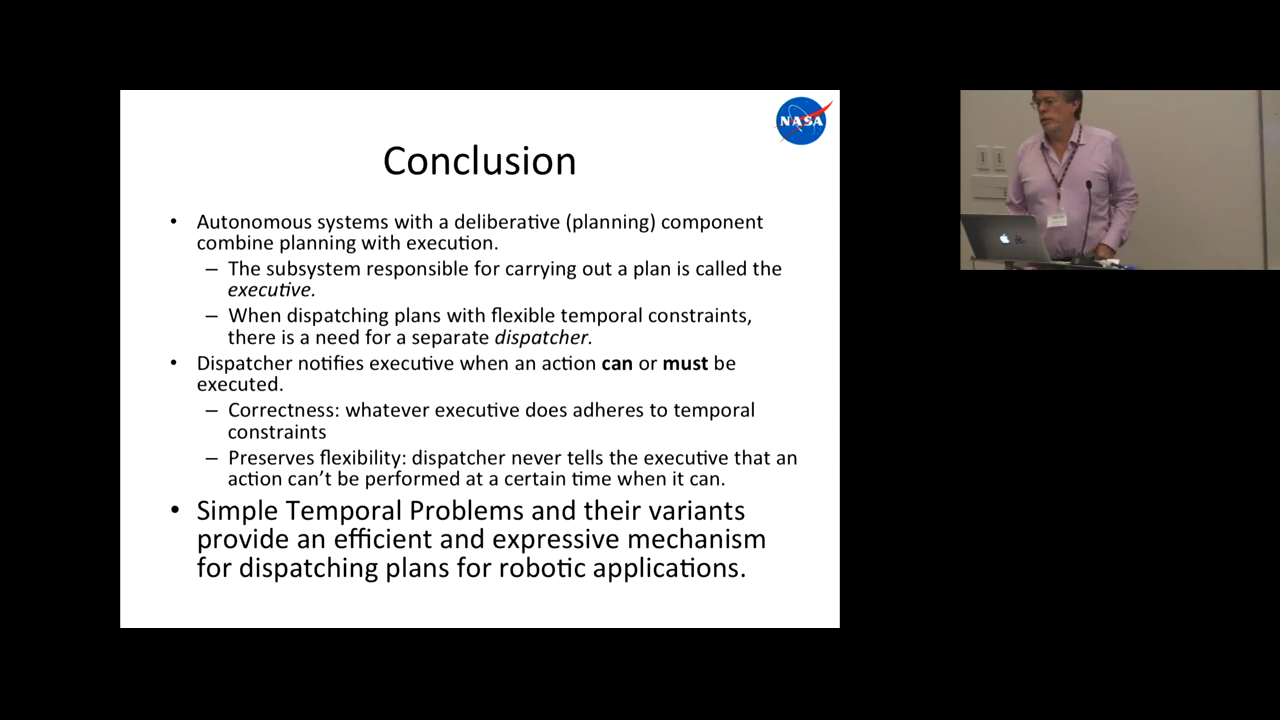 NASA
Conclusion
• Autonomous systems with a deliberative (planning) component
combine planning with execution.
– The subsystem responsible for carrying out a plan is called the
executive.
– When dispatching plans with flexible temporal constraints,
there is a need for a separate dispatcher.
• Dispatcher notifies executive when an action can or must be
executed.
– Correctness: whatever executive does adheres to temporal
constraints
– Preserves flexibility: dispatcher never tells the executive that an
action can’t be performed at a certain time when it can.
• Simple Temporal Problems and their variants
provide an efficient and expressive mechanism
for dispatching plans for robotic applications.